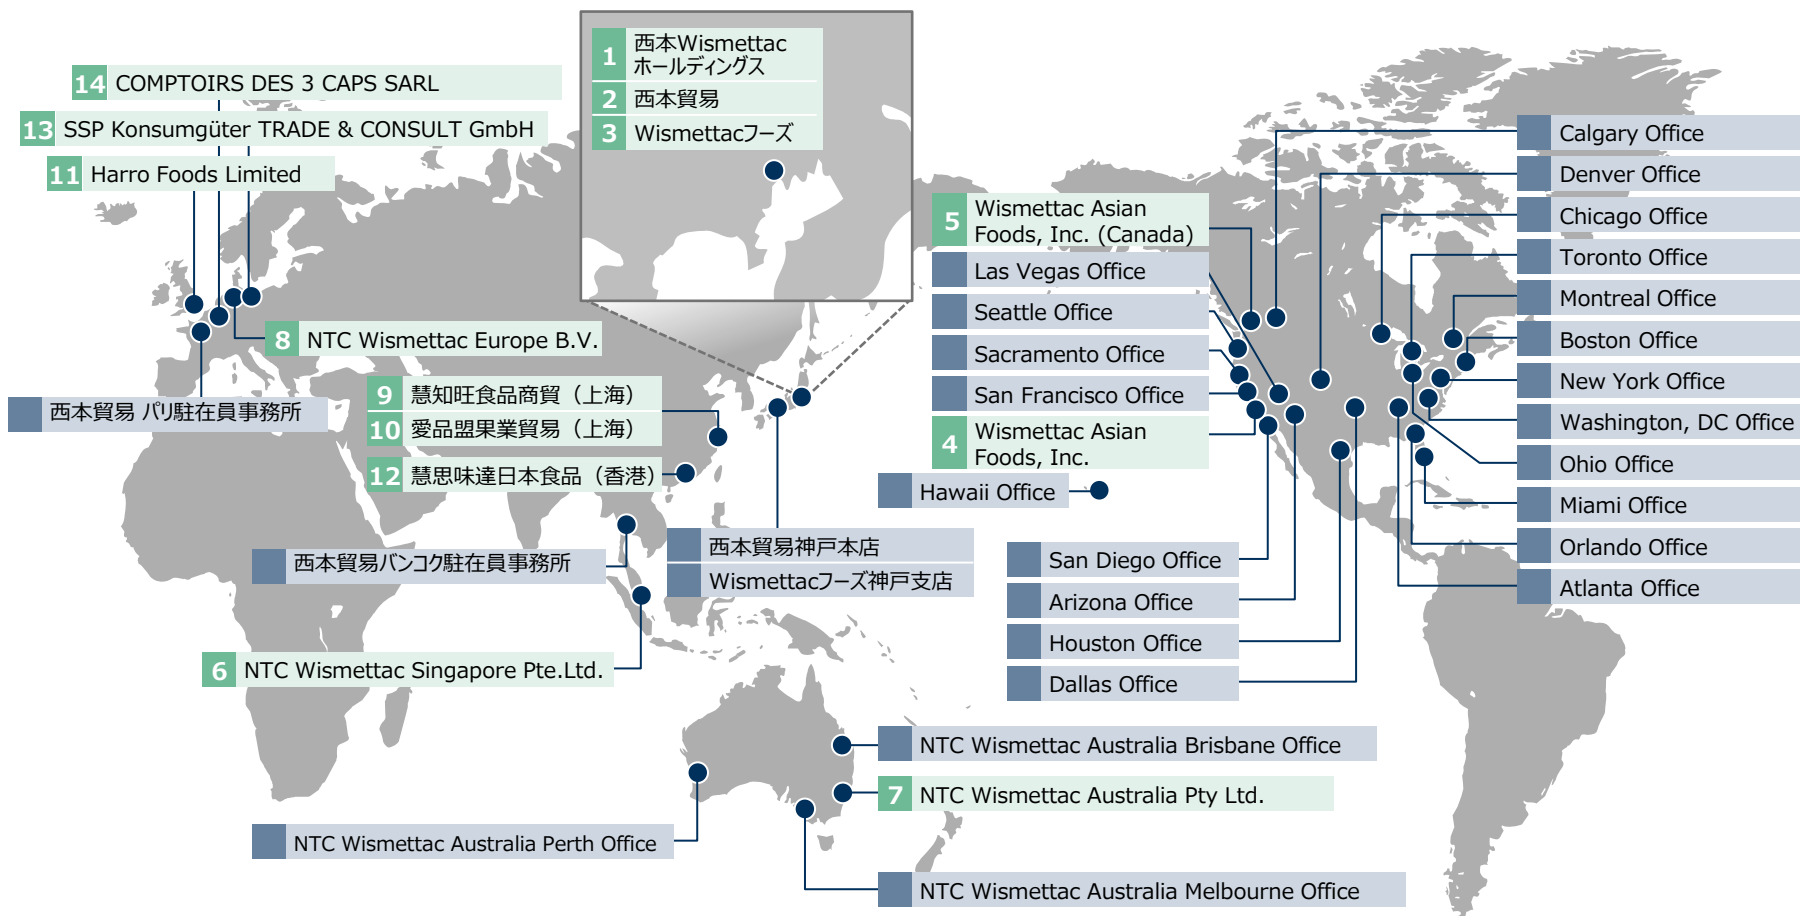 1 西本Wismettac
ホールディングス
2 西本貿易
3 Wismettacフーズ
14 COMPTOIRS DES 3 CAPS SARL
13 SSP Konsumgüter TRADE & CONSULT GmbH
11 Harro Foods Limited
8 NTC Wismettac Europe B.V.
西本貿易 パリ駐在員事務所
9 慧知旺食品商貿（上海）
10 愛品盟果業貿易（上海）
12 慧思味達日本食品（香港）
西本貿易バンコク駐在員事務所
西本貿易神戸本店
Wismettacフーズ神戸支店
6 NTC Wismettac Singapore Pte.Ltd.
NTC Wismettac Australia Brisbane Office
7 NTC Wismettac Australia Pty Ltd.
NTC Wismettac Australia Perth Office
NTC Wismettac Australia Melbourne Office
5 Wismettac Asian
Foods, Inc. (Canada)
Las Vegas Office
Seattle Office
Sacramento Office
San Francisco Office
4 Wismettac Asian
Foods, Inc.
Hawaii Office
San Diego Office
Arizona Office
Houston Office
Dallas Office
Calgary Office
Denver Office
Chicago Office
Toronto Office
Montreal Office
Boston Office
New York Office
Washington, DC Office
Ohio Office
Miami Office
Orlando Office
Atlanta Office